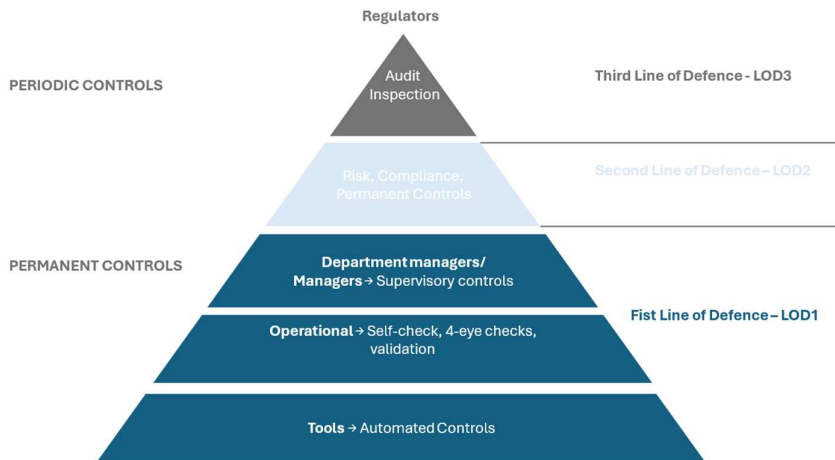 Regulators
Audit
Inspection
PERIODIC CONTROLS
Third Line of Defence - LOD3
Risk, Compliance,
Permanent Controls
Second Line of Defence – LOD2
PERMANENT CONTROLS
Department managers/
Managers → Supervisory controls
Operational → Self-check, 4-eye checks,
validation
Fist Line of Defence – LOD1
Tools → Automated Controls